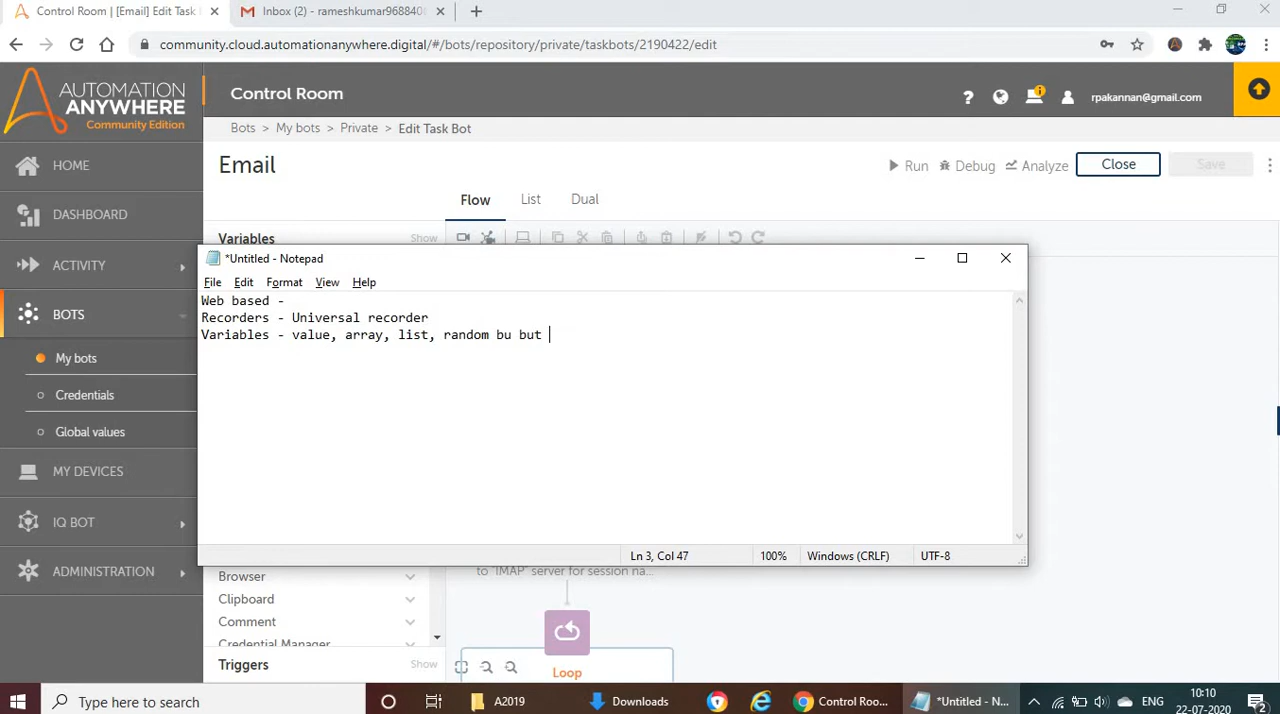 Control Room | [Email] Edit Task
Inbox (2) - rameshkumar968840
community.cloud.automationanywhere.digital/#/bots/repository/private/taskbots/2190422/edit
AUTOMATION
ANYWHERE
Community Edition
Control Room
rpakannan@gmail.com
Bots > My bots > Private > Edit Task Bot
HOME
Email
Run
Debug
Analyze
Close
Save
DASHBOARD
Flow
List
Dual
Variables
Show
ACTIVITY
*Untitled - Notepad
File Edit Format View Help
Web based -
Recorders - Universal recorder
Variables - value, array, list, random bu but
BOTS
My bots
Credentials
Global values
MY DEVICES
IQ BOT
ADMINISTRATION
Ln 3, Col 47
100%
Windows (CRLF)
UTF-8
to "IMAP" server for session na...
Browser
Clipboard
Comment
Credential Manager
Triggers
Show
Loop
Type here to search
A2019
Downloads
Control Roo...
*Untitled - N...
ENG
10:10
22-07-2020
2